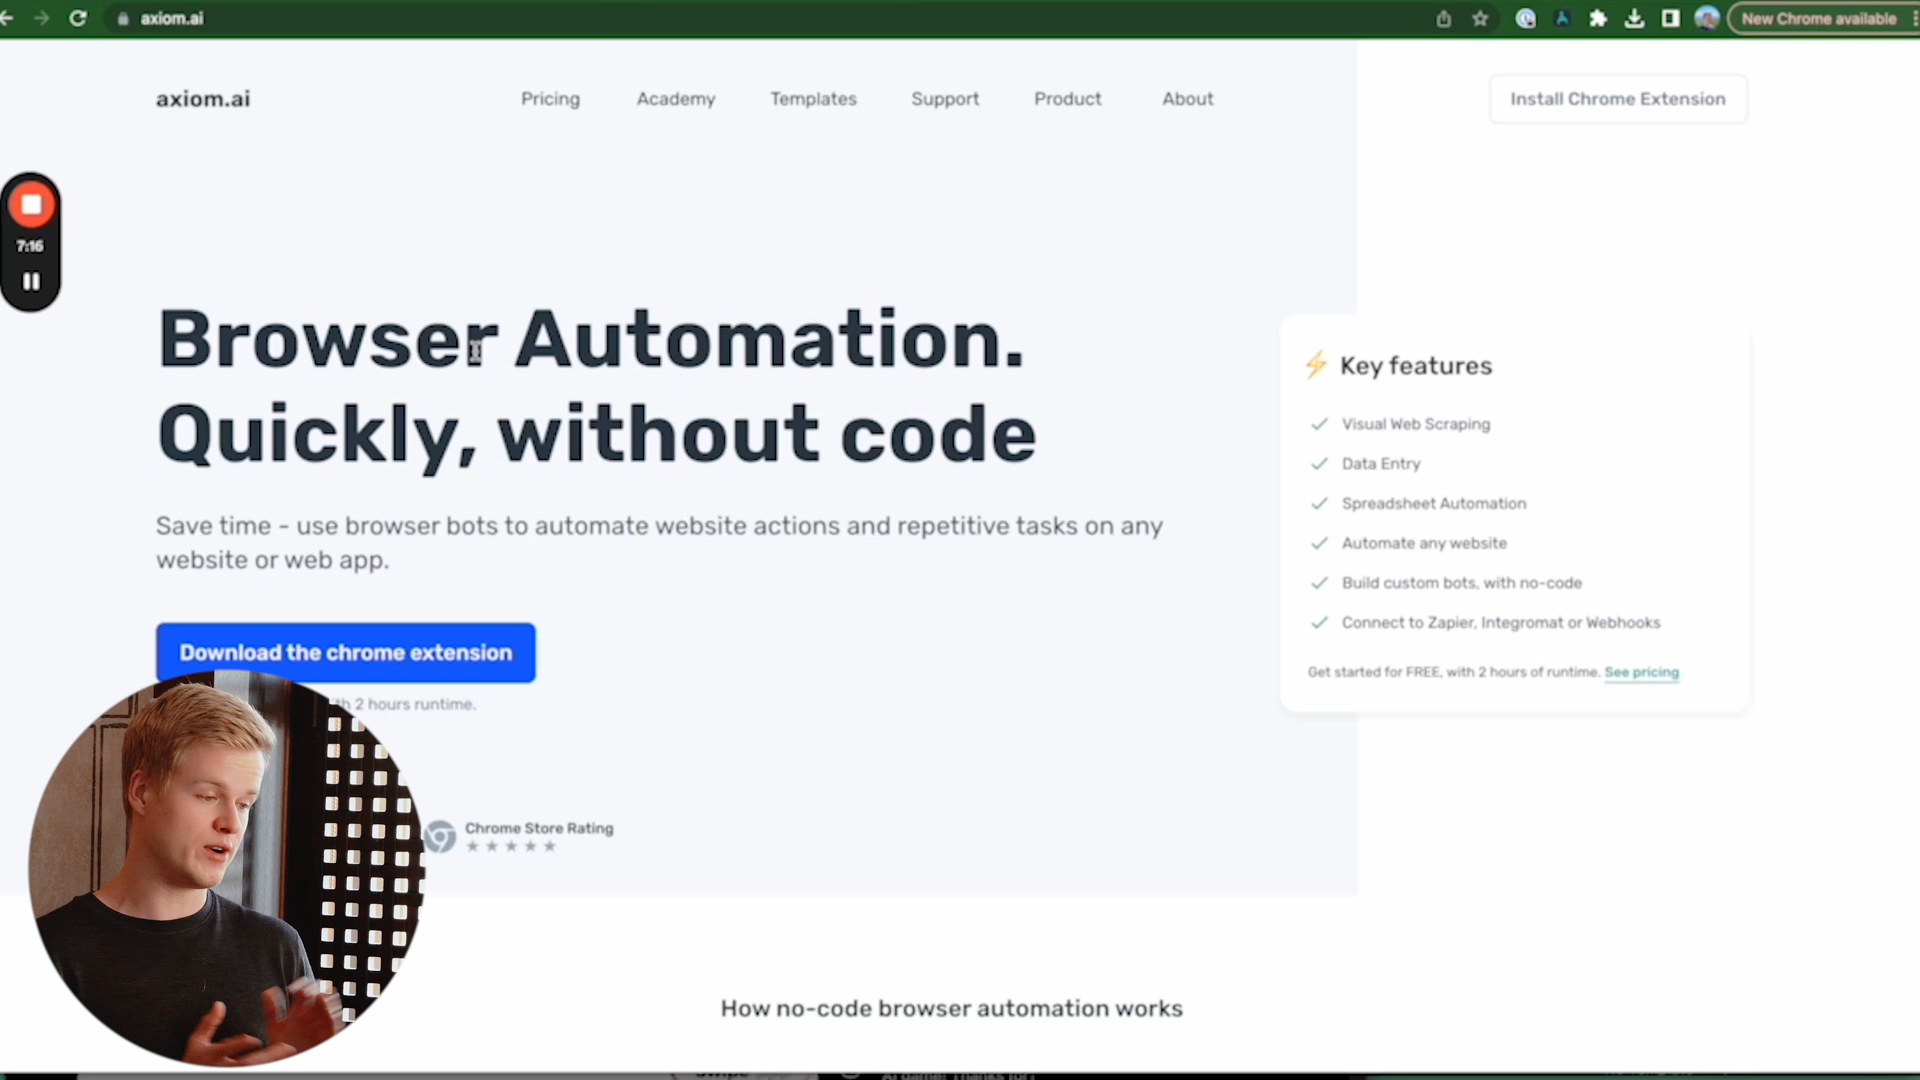 axiom.ai
New Chrome available
axiom.ai
Pricing
Academy
Templates
Support
Product
About
Install Chrome Extension
7:16
Browser Automation.
Quickly, without code
Save time - use browser bots to automate website actions and repetitive tasks on any
website or web app.
Download the chrome extension
2 hours runtime.
Chrome Store Rating
Key features
Visual Web Scraping
Data Entry
Spreadsheet Automation
Automate any website
Build custom bots, with no-code
Connect to Zapier, Integromat or Webhooks
Get started for FREE, with 2 hours of runtime. See pricing
How no-code browser automation works